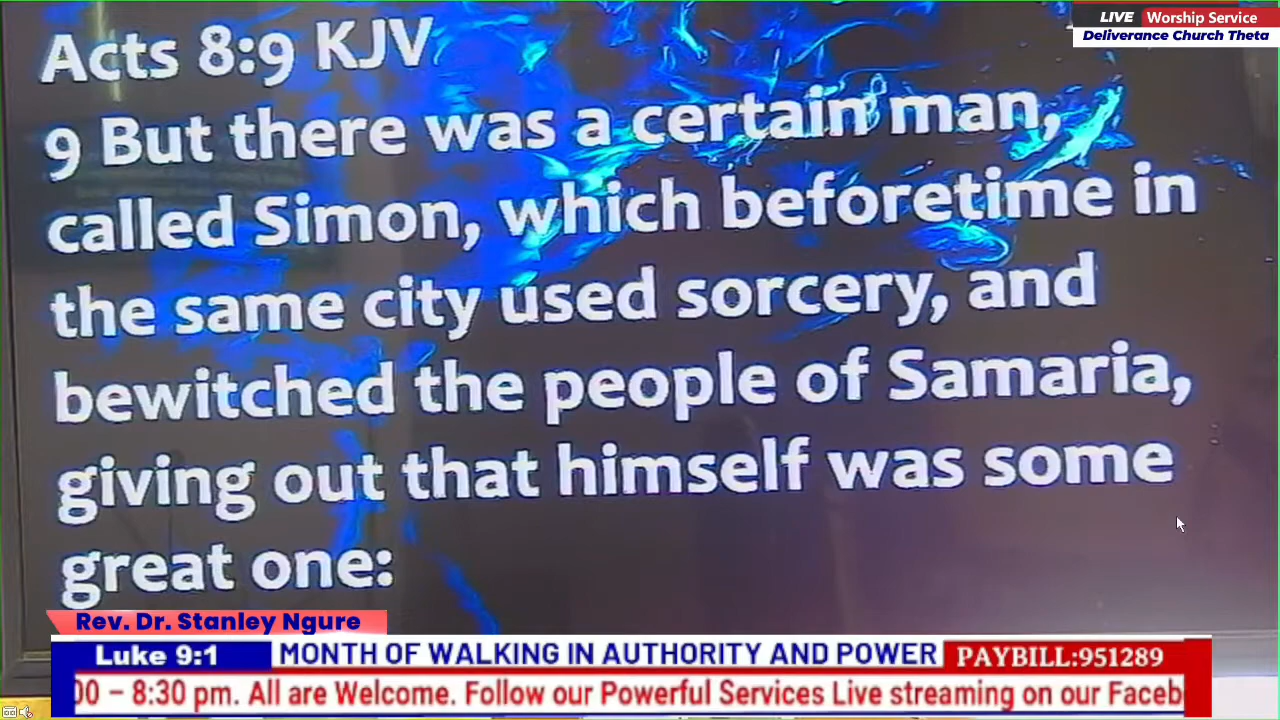 LIVE Worship Service
Deliverance Church Theta
Acts 8:9 KJV
9 But there was a certain man,
called Simon, which beforetime in
the same city used sorcery, and
bewitched the people of Samaria,
giving out that himself was some
great one:
Rev. Dr. Stanley Ngure
Luke 9:1 MONTH OF WALKING IN AUTHORITY AND POWER PAYBILL:951289
00 – 8:30 pm. All are Welcome. Follow our Powerful Services Live streaming on our Faceb